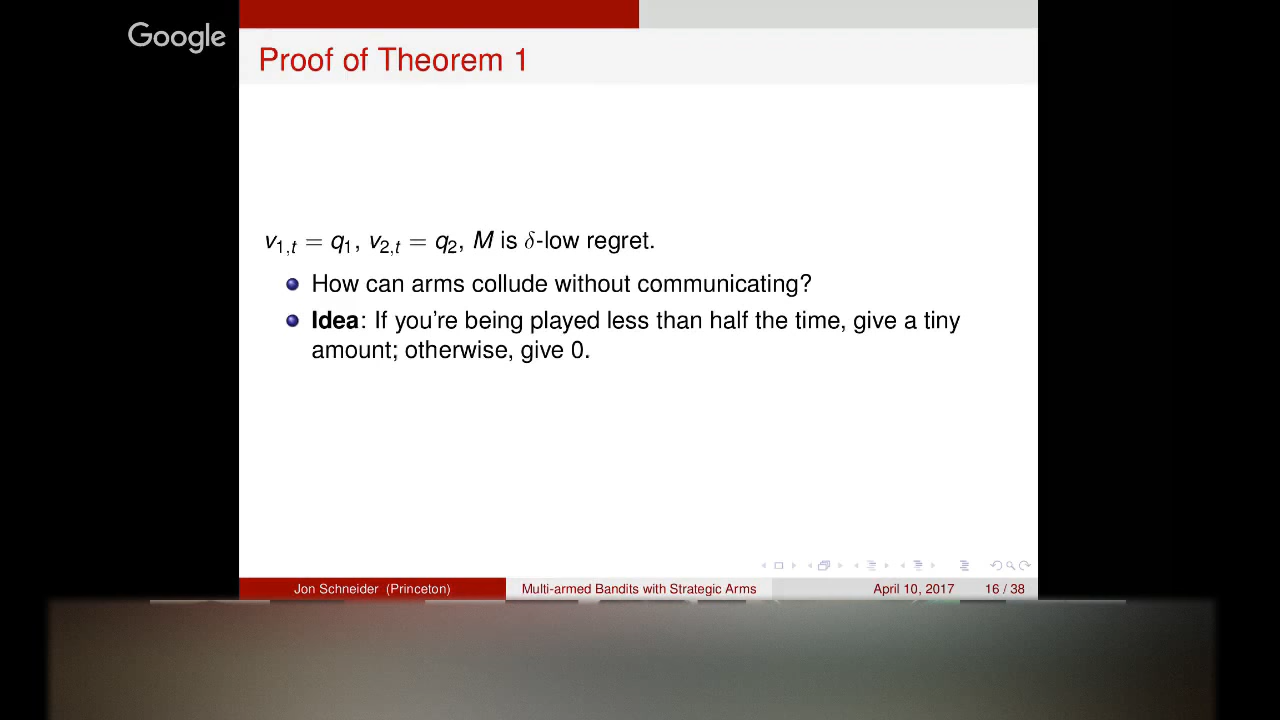 Google
Proof of Theorem 1
v1,t = q1, v2,t = q2, M is δ-low regret.
How can arms collude without communicating?
Idea: If you're being played less than half the time, give a tiny
amount; otherwise, give 0.
Jon Schneider (Princeton) Multi-armed Bandits with Strategic Arms April 10, 2017 16 / 38